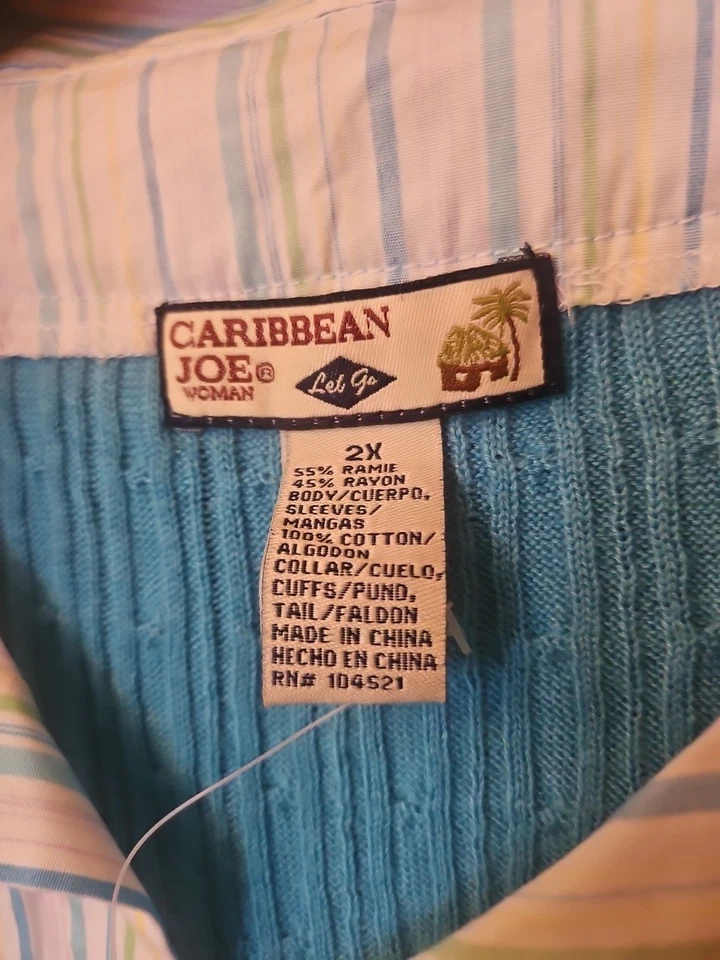 CARIBBEAN
JOE®
WOMAN
Let Go
2X
55% RAMIE
45% RAYON
BODY/CUERPO,
SLEEVES/
MANGAS
100% COTTON/
ALGODON
COLLAR/CUELO,
CUFFS/PUNO,
TAIL/FALDON
MADE IN CHINA
HECHO EN CHINA
RN# 104521